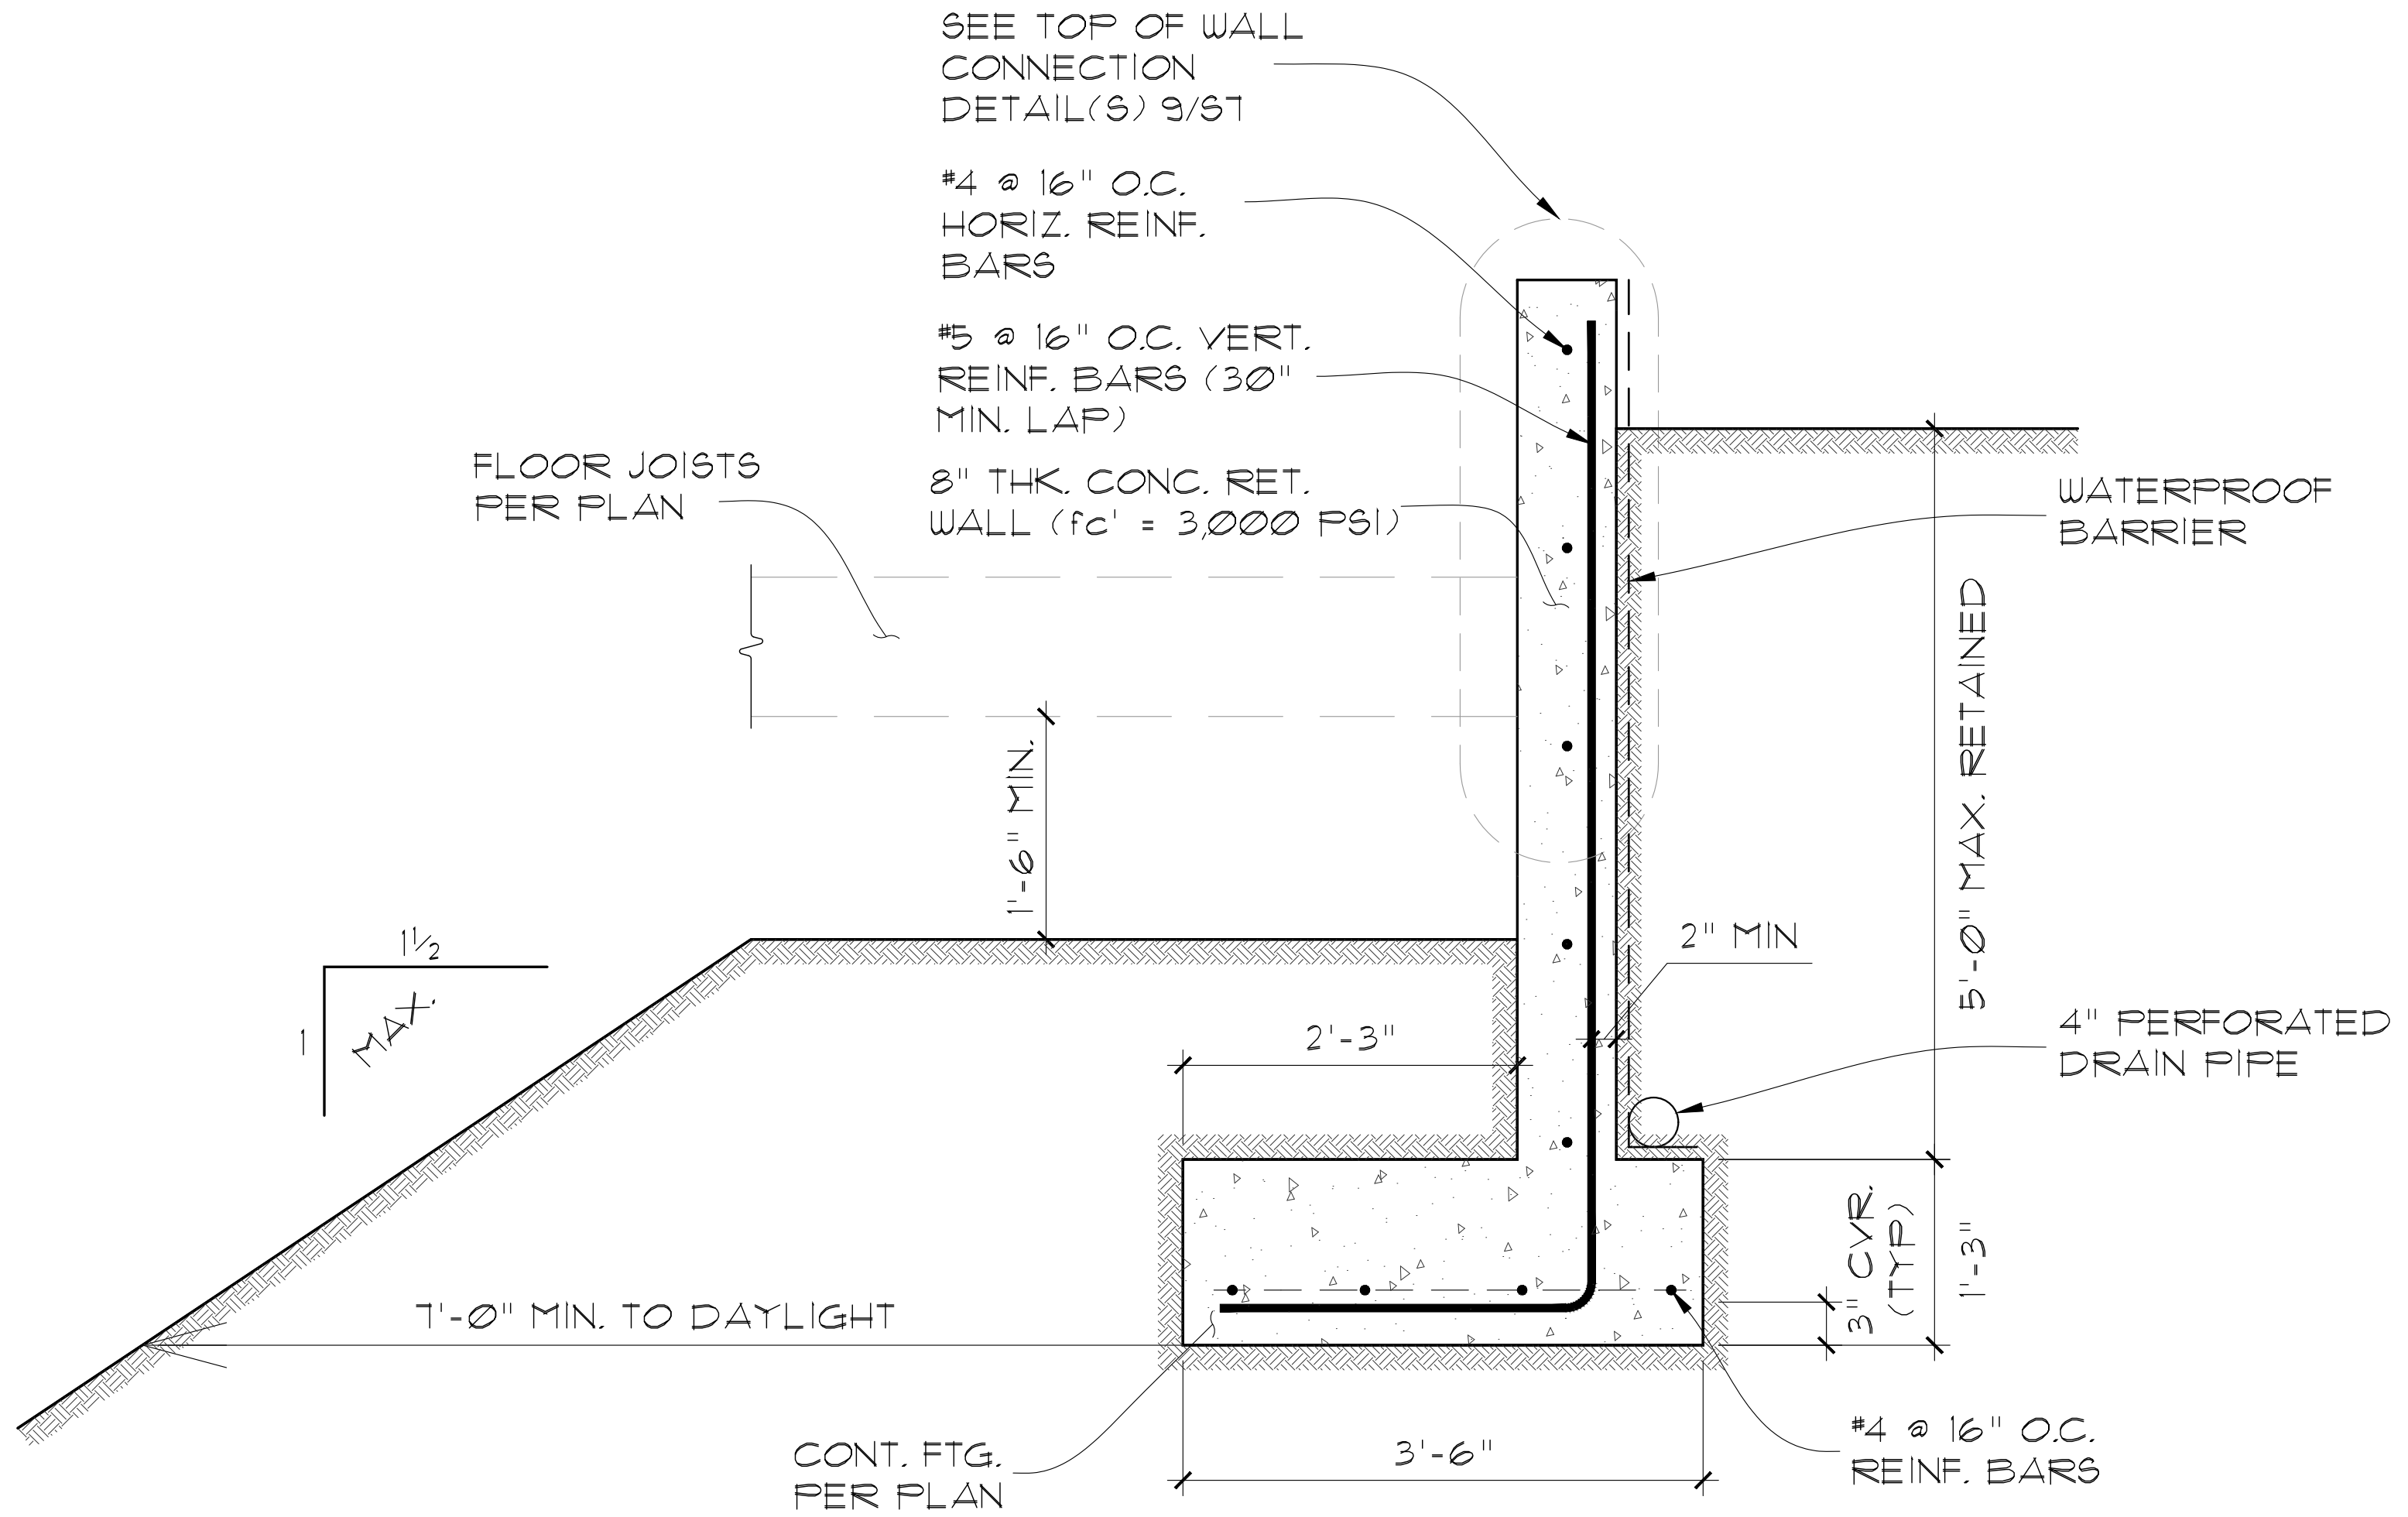 SEE TOP OF WALL
CONNECTION
DETAIL(S) 9/S7
#4 @ 16" O.C.
HORIZ. REINF.
BARS
#5 @ 16" O.C. VERT.
REINF. BARS (30"
MIN. LAP)
FLOOR JOISTS
PER PLAN
8" THK. CONC. RET.
WALL (fc' = 3,000 PSI)
WATERPROOF
BARRIER
5'-0" MAX. RETAINED
1'-6" MIN.
2" MIN
1 1/2
1
MAX.
2'-3"
4" PERFORATED
DRAIN PIPE
3" CVR.
(TYP)
1'-3"
7'-0" MIN. TO DAYLIGHT
CONT. FTG.
PER PLAN
3'-6"
#4 @ 16" O.C.
REINF. BARS